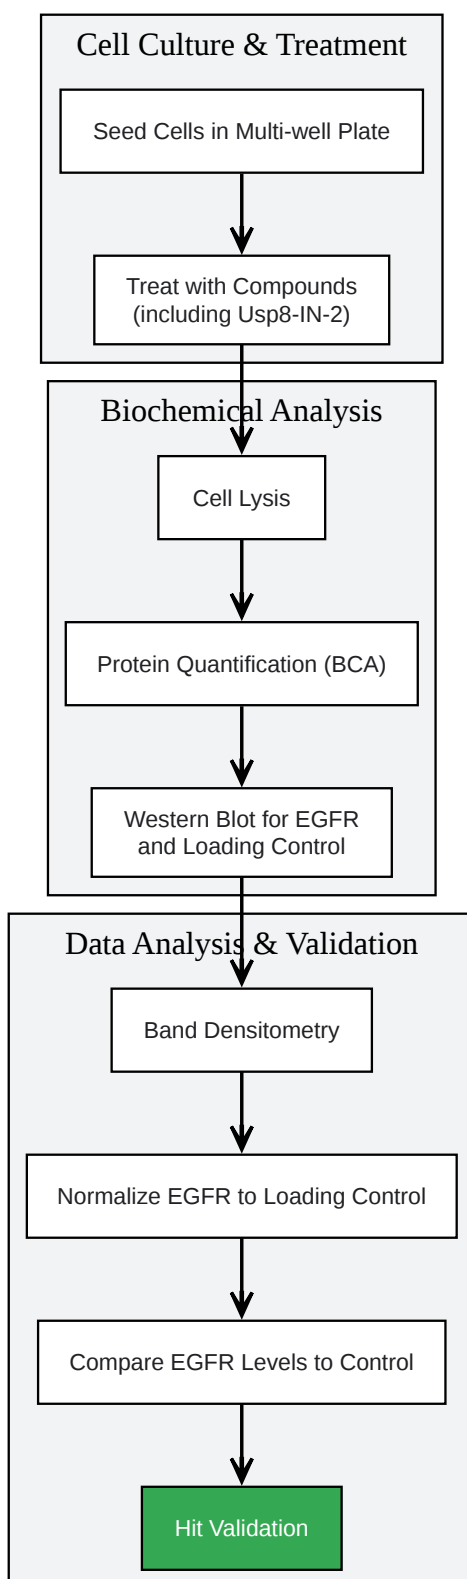 Cell Culture & Treatment
Seed Cells in Multi-well Plate
Treat with Compounds
(including Usp8-IN-2)
Biochemical Analysis
Cell Lysis
Protein Quantification (BCA)
Western Blot for EGFR
and Loading Control
Data Analysis & Validation
Band Densitometry
Normalize EGFR to Loading Control
Compare EGFR Levels to Control
Hit Validation